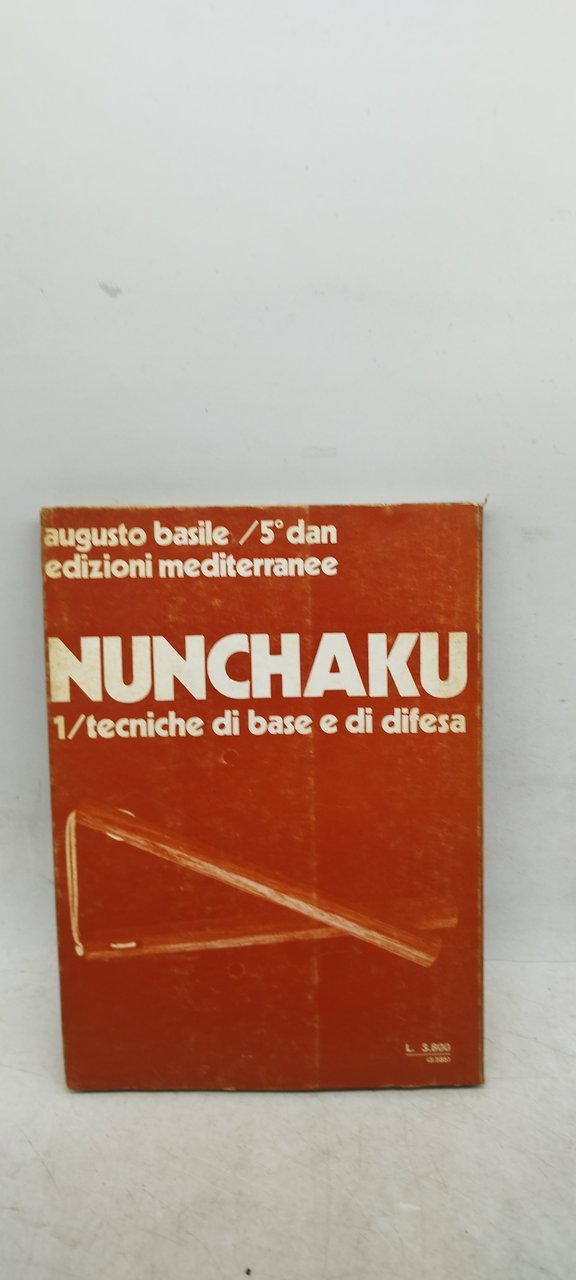 augusto basile /5° dan
edizioni mediterranee
NUNCHAKU
1/tecniche di base e di difesa
L. 3.800